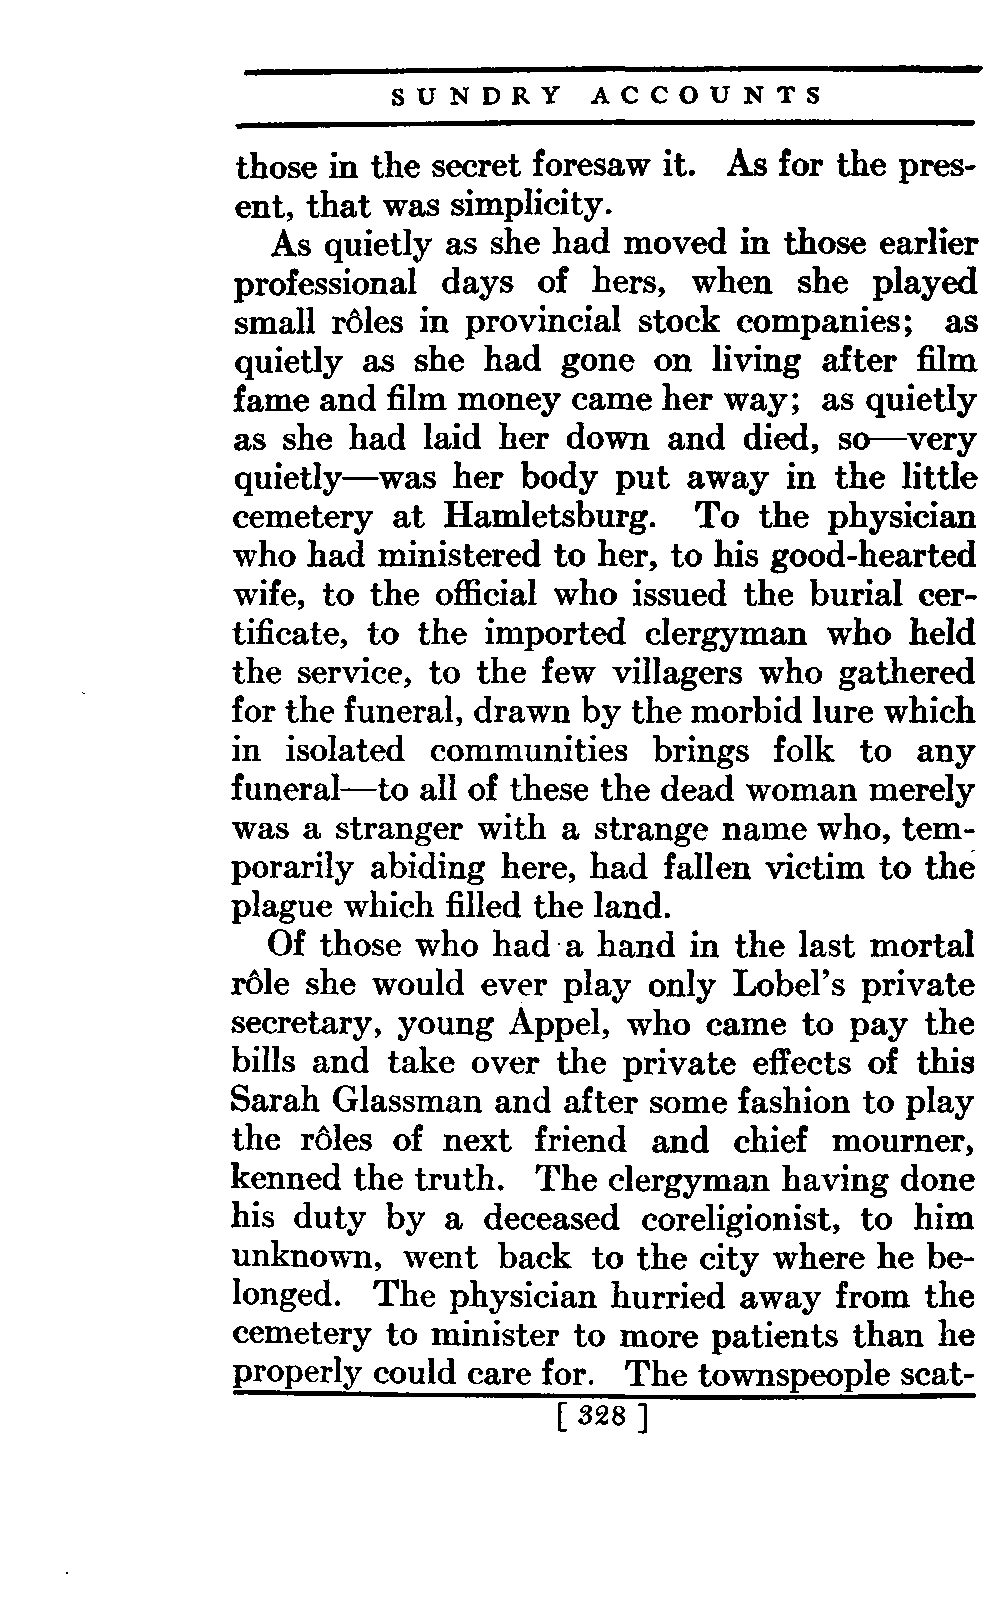 SUNDRY ACCOUNTS
those in the secret foresaw it. As for the pres-
ent, that was simplicity.
As quietly as she had moved in those earlier
professional days of hers, when she played
small rôles in provincial stock companies; as
quietly as she had gone on living after film
fame and film money came her way; as quietly
as she had laid her down and died, so—very
quietly—was her body put away in the little
cemetery at Hamletsburg. To the physician
who had ministered to her, to his good-hearted
wife, to the official who issued the burial cer-
tificate, to the imported clergyman who held
the service, to the few villagers who gathered
for the funeral, drawn by the morbid lure which
in isolated communities brings folk to any
funeral—to all of these the dead woman merely
was a stranger with a strange name who, tem-
porarily abiding here, had fallen victim to the
plague which filled the land.
Of those who had a hand in the last mortal
rôle she would ever play only Lobel's private
secretary, young Appel, who came to pay the
bills and take over the private effects of this
Sarah Glassman and after some fashion to play
the rôles of next friend and chief mourner,
kenned the truth. The clergyman having done
his duty by a deceased coreligionist, to him
unknown, went back to the city where he be-
longed. The physician hurried away from the
cemetery to minister to more patients than he
properly could care for. The townspeople scat-
[ 328 ]